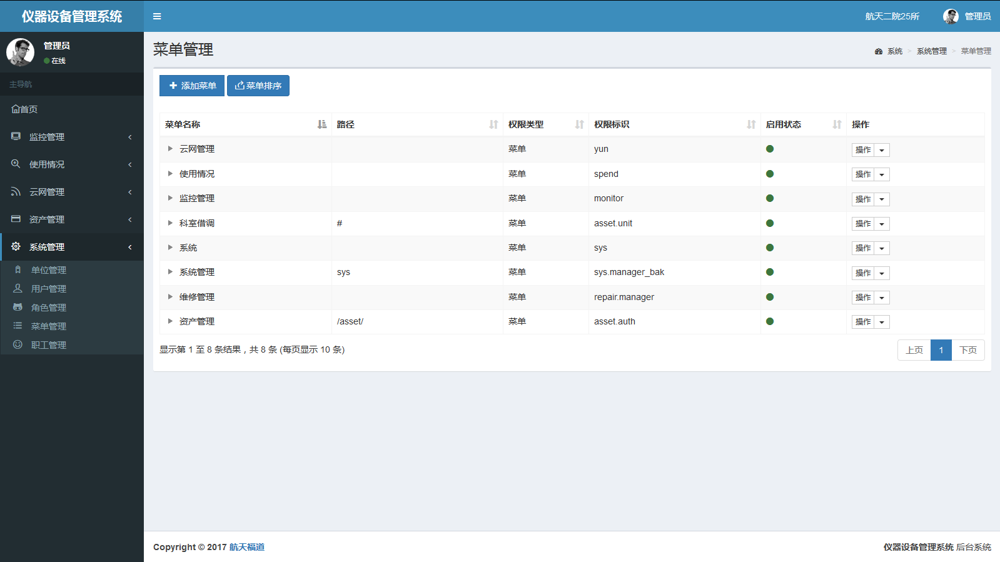 仪器设备管理系统
航天二院25所 管理员
管理员
在线
主导航
首页
监控管理
使用情况
云网管理
资产管理
系统管理
单位管理
用户管理
角色管理
菜单管理
职工管理
菜单管理
系统 > 系统管理 > 菜单管理
添加菜单 菜单排序
菜单名称 路径 权限类型 权限标识 启用状态 操作
云网管理 菜单 yun 操作
使用情况 菜单 spend 操作
监控管理 菜单 monitor 操作
科室借调 # 菜单 asset.unit 操作
系统 菜单 sys 操作
系统管理 sys 菜单 sys.manager_bak 操作
维修管理 菜单 repair.manager 操作
资产管理 /asset/ 菜单 asset.auth 操作
显示第 1 至 8 条结果，共 8 条 (每页显示 10 条)
上页 1 下页
Copyright © 2017 航天福道
仪器设备管理系统 后台系统